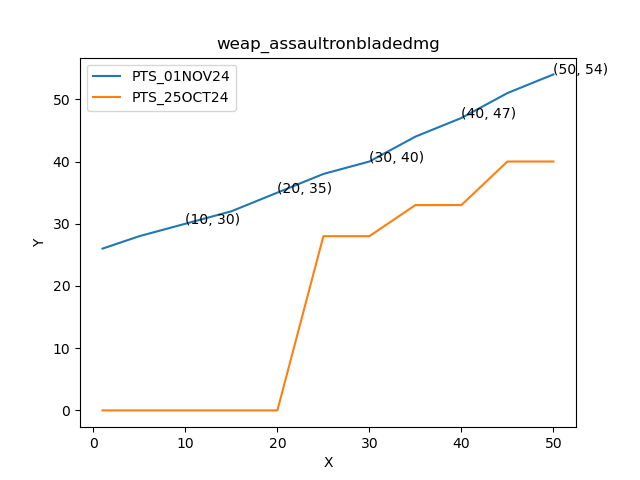 weap_assaultronbladedmg
PTS_01NOV24
PTS_25OCT24
(50, 54)
(40, 47)
(30, 40)
(20, 35)
(10, 30)
50
40
30
20
10
0
Y
0 10 20 30 40 50
X